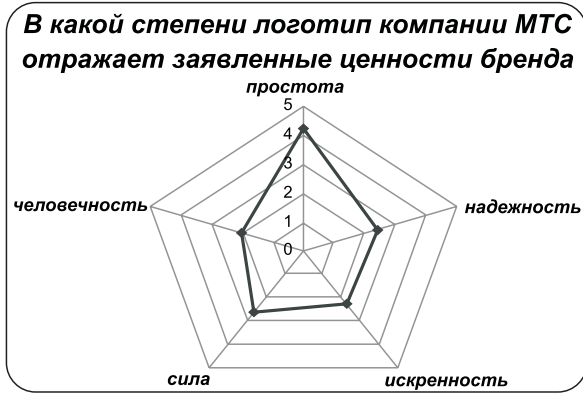 В какой степени логотип компании МТС
отражает заявленные ценности бренда
простота
5
4
3
2
1
0
человечность
надежность
сила
искренность